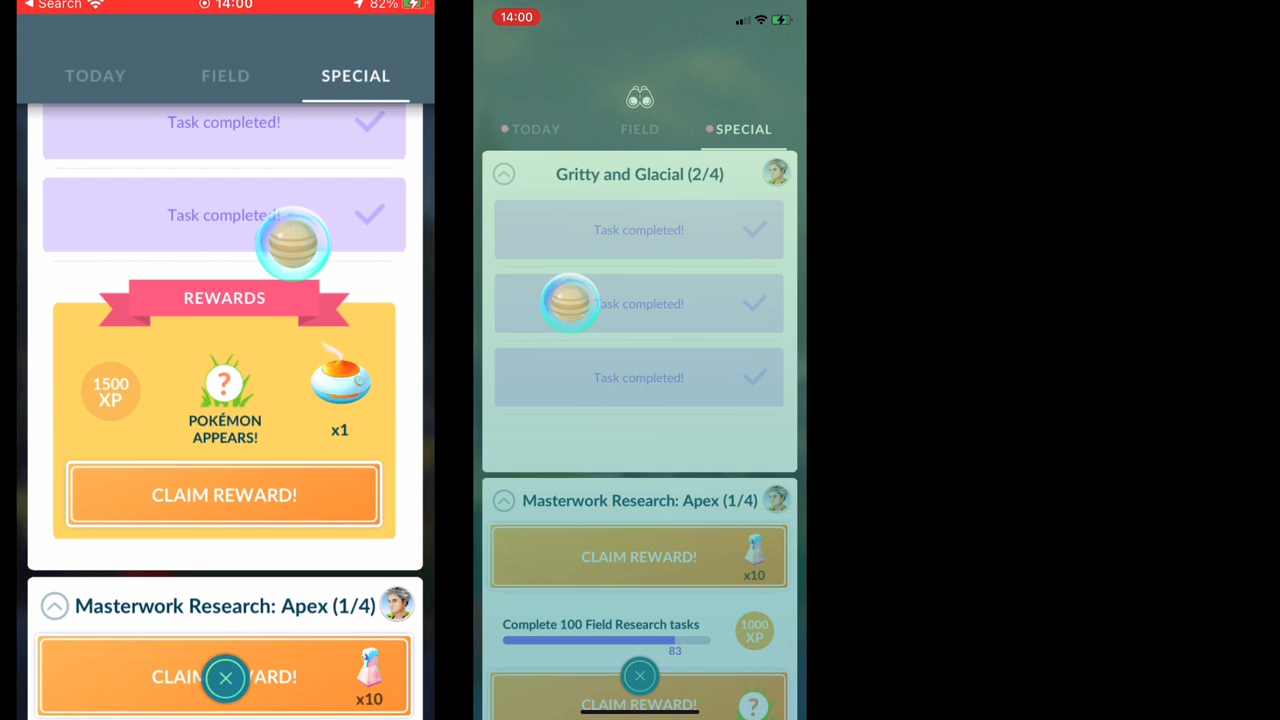 Search
14:00
82%
TODAY
FIELD
SPECIAL
Task completed!
Task completed!
REWARDS
1500
XP
?
POKÉMON
APPEARS!
x1
CLAIM REWARD!
Masterwork Research: Apex (1/4)
CLAIM REWARD!
x10
14:00
TODAY
FIELD
SPECIAL
Gritty and Glacial (2/4)
Task completed!
Task completed!
Task completed!
Masterwork Research: Apex (1/4)
CLAIM REWARD!
x10
Complete 100 Field Research tasks
1000
XP
83
CLAIM REWARD!
?